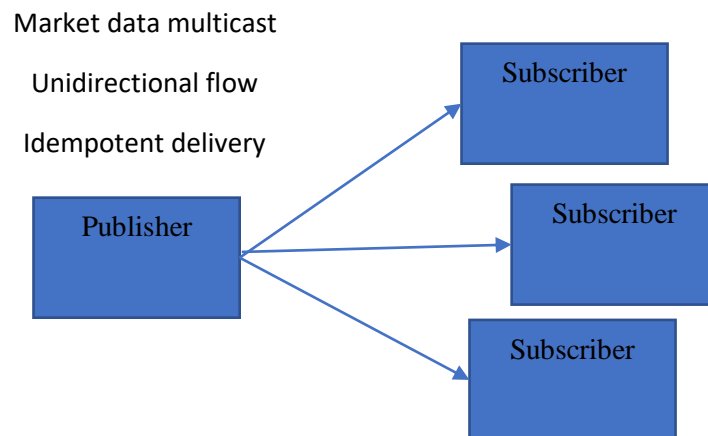 Market data multicast
Unidirectional flow
Idempotent delivery
Subscriber
Publisher
Subscriber
Subscriber